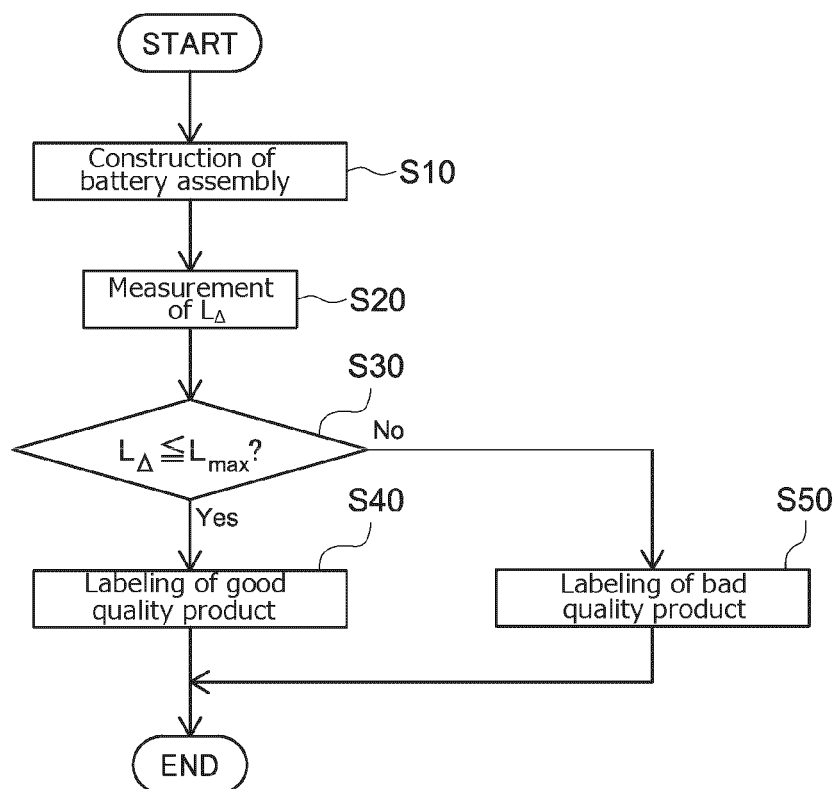 START
Construction of
battery assembly
S10
Measurement
of L_Δ
S20
S30
L_Δ ≦ L_max?
No
Yes
S40
S50
Labeling of good
quality product
Labeling of bad
quality product
END